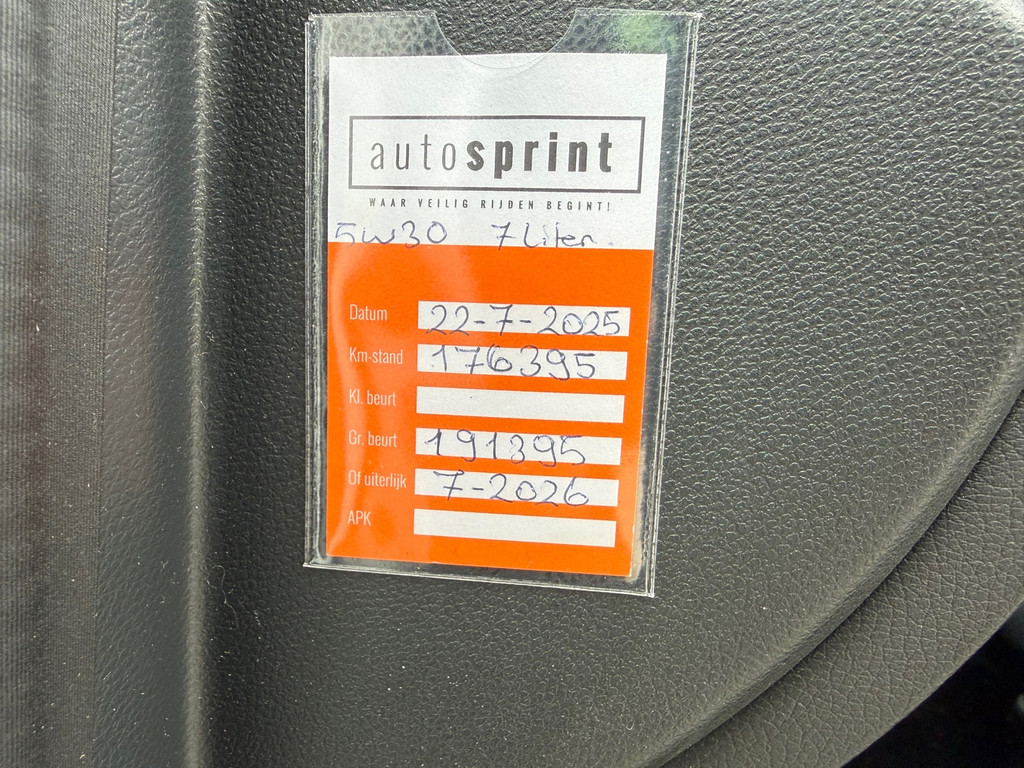 autosprint
WAAR VEILIG RIJDEN BEGINT!
5W30 7 Liter.
Datum 22-7-2025
Km-stand 176395
Kl. beurt
Gr. beurt 191395
Of uiterlijk 7-2026
APK